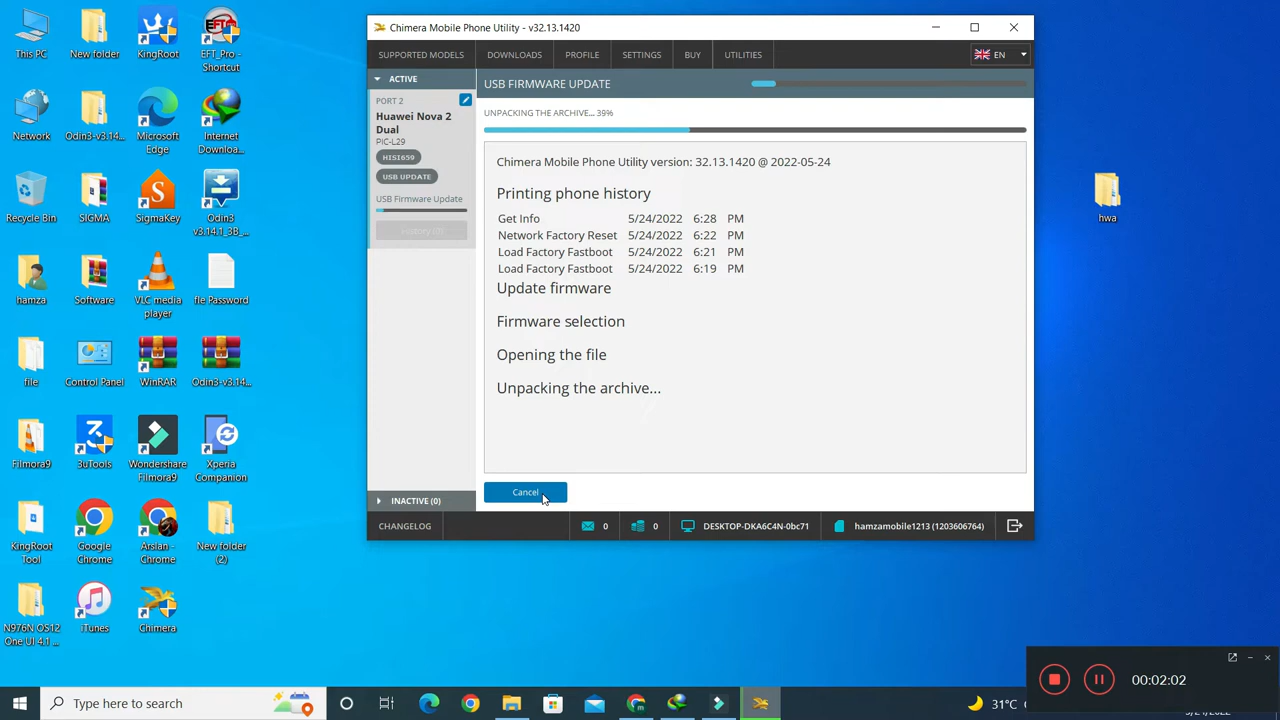 This PC
New folder
KingRoot
EFT_Pro -
Shortcut
Network
Odin3-v3.14...
Microsoft
Edge
Internet
Downloa...
Recycle Bin
SIGMA
SigmaKey
Odin3
v3.14.1_3B_...
hamza
Software
VLC media
player
fle Password
file
Control Panel
WinRAR
Odin3-v3.14...
Filmora9
3uTools
Wondershare
Filmora9
Xperia
Companion
KingRoot
Tool
Google
Chrome
Arslan -
Chrome
New folder
(2)
N976N OS12
One UI 4.1 ...
iTunes
Chimera
hwa
Chimera Mobile Phone Utility - v32.13.1420
SUPPORTED MODELS
DOWNLOADS
PROFILE
SETTINGS
BUY
UTILITIES
EN
ACTIVE
PORT 2
Huawei Nova 2
Dual
PIC-L29
HISI659
USB UPDATE
USB Firmware Update
History (3)
INACTIVE (0)
USB FIRMWARE UPDATE
UNPACKING THE ARCHIVE... 39%
Chimera Mobile Phone Utility version: 32.13.1420 @ 2022-05-24
Printing phone history
Get Info 5/24/2022 6:28 PM
Network Factory Reset 5/24/2022 6:22 PM
Load Factory Fastboot 5/24/2022 6:21 PM
Load Factory Fastboot 5/24/2022 6:19 PM
Update firmware
Firmware selection
Opening the file
Unpacking the archive...
Cancel
CHANGELOG
0
0
DESKTOP-DKA6C4N-0bc71
hamzamobile1213 (1203606764)
00:02:02
Type here to search
31°C